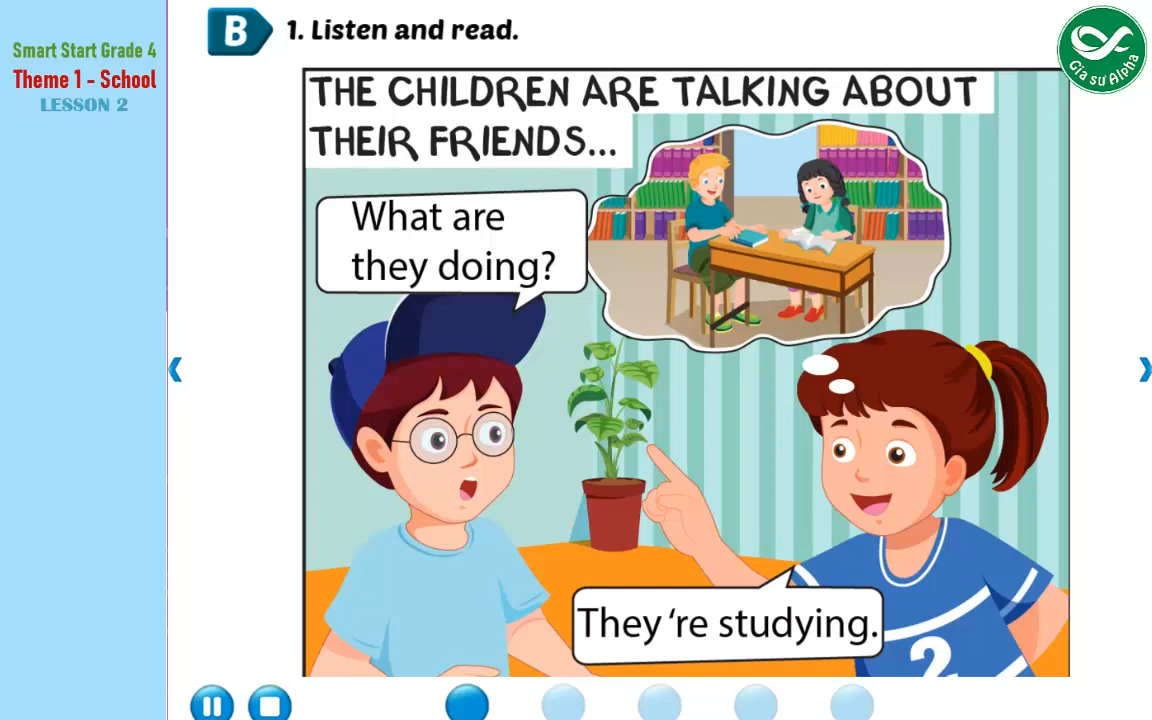 Smart Start Grade 4
Theme 1 - School
LESSON 2
B 1. Listen and read.
Gia sư Alpha
THE CHILDREN ARE TALKING ABOUT
THEIR FRIENDS...
What are
they doing?
They 're studying.
2